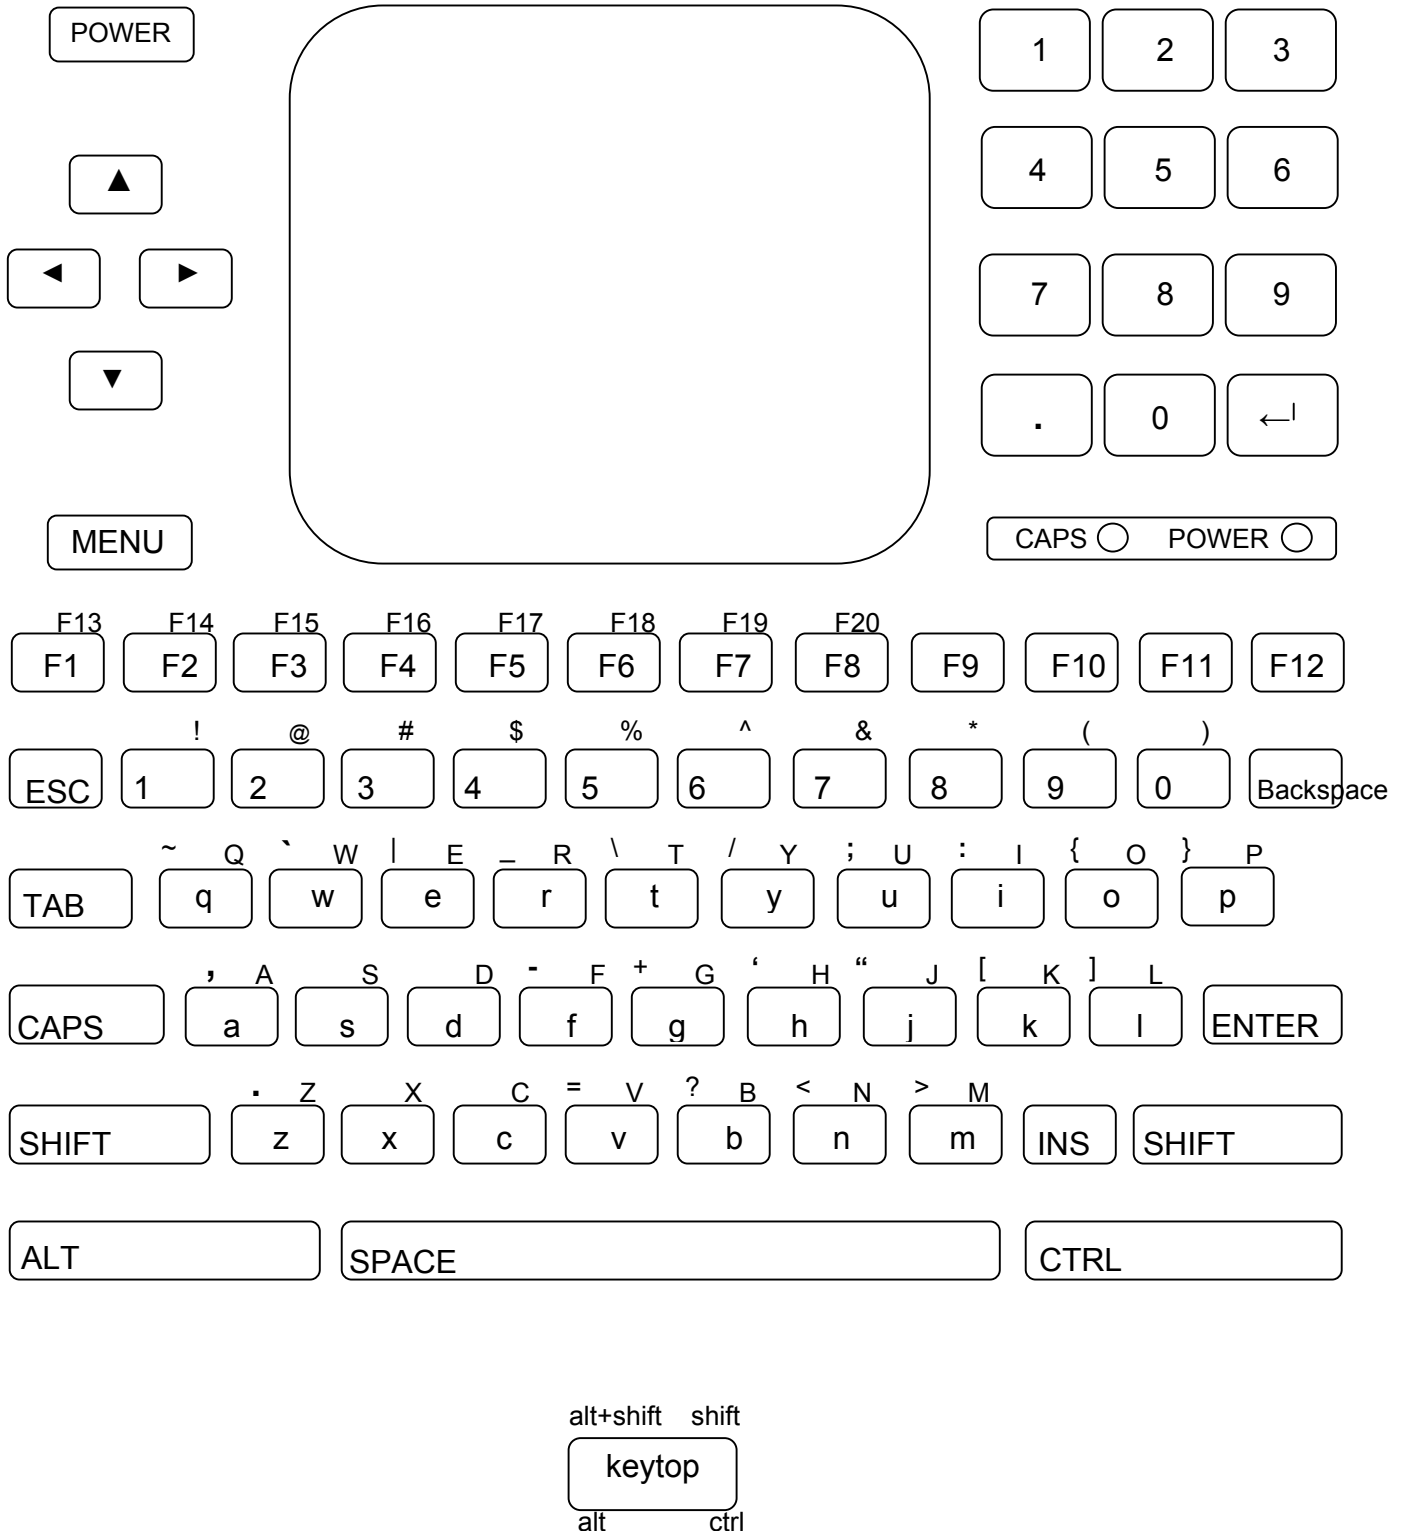 POWER
1 2 3
▲
4 5 6
◄ ►
7 8 9
▼
. 0 ←|
MENU
CAPS POWER
F13 F14 F15 F16 F17 F18 F19 F20
F1 F2 F3 F4 F5 F6 F7 F8 F9 F10 F11 F12
! @ # $ % ^ & * ( )
ESC 1 2 3 4 5 6 7 8 9 0 Backspace
~ Q ` W | E _ R \ T / Y ; U : I { O } P
TAB q w e r t y u i o p
, A S D - F + G ‘ H “ J [ K ] L
CAPS a s d f g h j k l ENTER
. Z X C = V ? B < N > M
SHIFT z x c v b n m INS SHIFT
ALT SPACE CTRL
alt+shift shift
keytop
alt ctrl